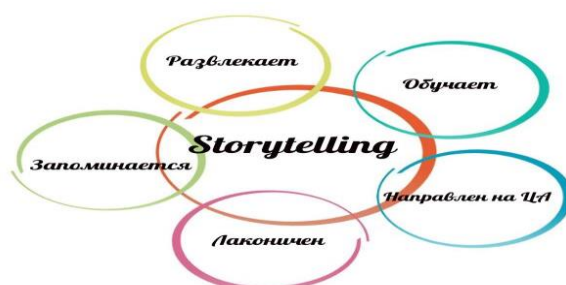 Развлекает
Обучает
Storytelling
Запоминается
Направлен на ЦА
Лаконичен